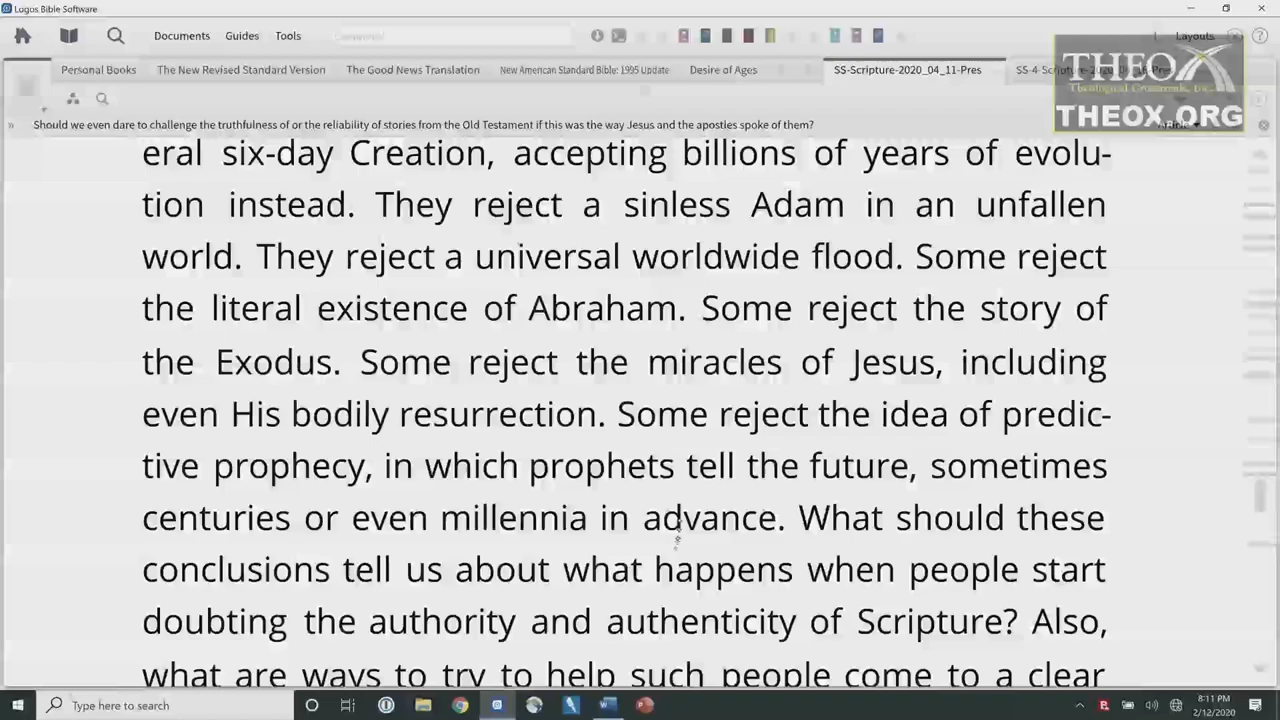 Logos Bible Software
Documents Guides Tools Layouts
Personal Books The New Revised Standard Version The Good News Translation New American Standard Bible: 1995 Update Desire of Ages SS-Scripture-2020_04_11-Pres
THEOX
Theological Crossroads, Inc.
THEOX.ORG
» Should we even dare to challenge the truthfulness of or the reliability of stories from the Old Testament if this was the way Jesus and the apostles spoke of them?
eral six-day Creation, accepting billions of years of evolu-
tion instead. They reject a sinless Adam in an unfallen
world. They reject a universal worldwide flood. Some reject
the literal existence of Abraham. Some reject the story of
the Exodus. Some reject the miracles of Jesus, including
even His bodily resurrection. Some reject the idea of predic-
tive prophecy, in which prophets tell the future, sometimes
centuries or even millennia in advance. What should these
conclusions tell us about what happens when people start
doubting the authority and authenticity of Scripture? Also,
what are ways to try to help such people come to a clear
Type here to search
8:11 PM
2/12/2020